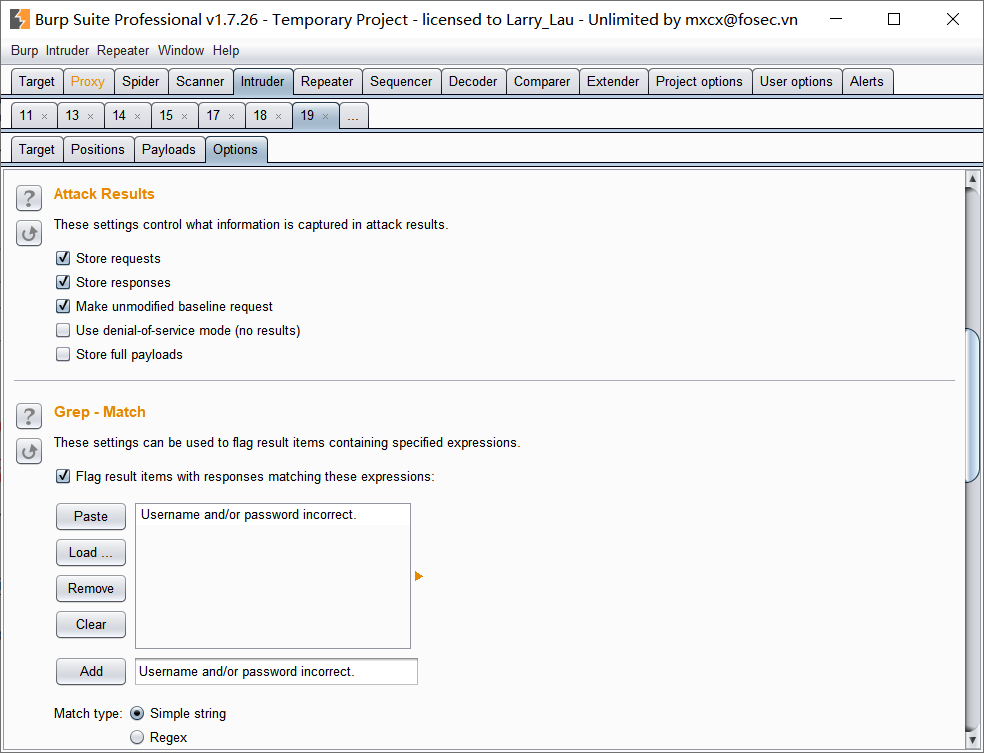 Burp Suite Professional v1.7.26 - Temporary Project - licensed to Larry_Lau - Unlimited by mxcx@fosec.vn
Burp Intruder Repeater Window Help
Target Proxy Spider Scanner Intruder Repeater Sequencer Decoder Comparer Extender Project options User options Alerts
11 × 13 × 14 × 15 × 17 × 18 × 19 × ...
Target Positions Payloads Options
? Attack Results
These settings control what information is captured in attack results.
Store requests
Store responses
Make unmodified baseline request
Use denial-of-service mode (no results)
Store full payloads
? Grep - Match
These settings can be used to flag result items containing specified expressions.
Flag result items with responses matching these expressions:
Paste Username and/or password incorrect.
Load ...
Remove
Clear
Add Username and/or password incorrect.
Match type: Simple string
Regex